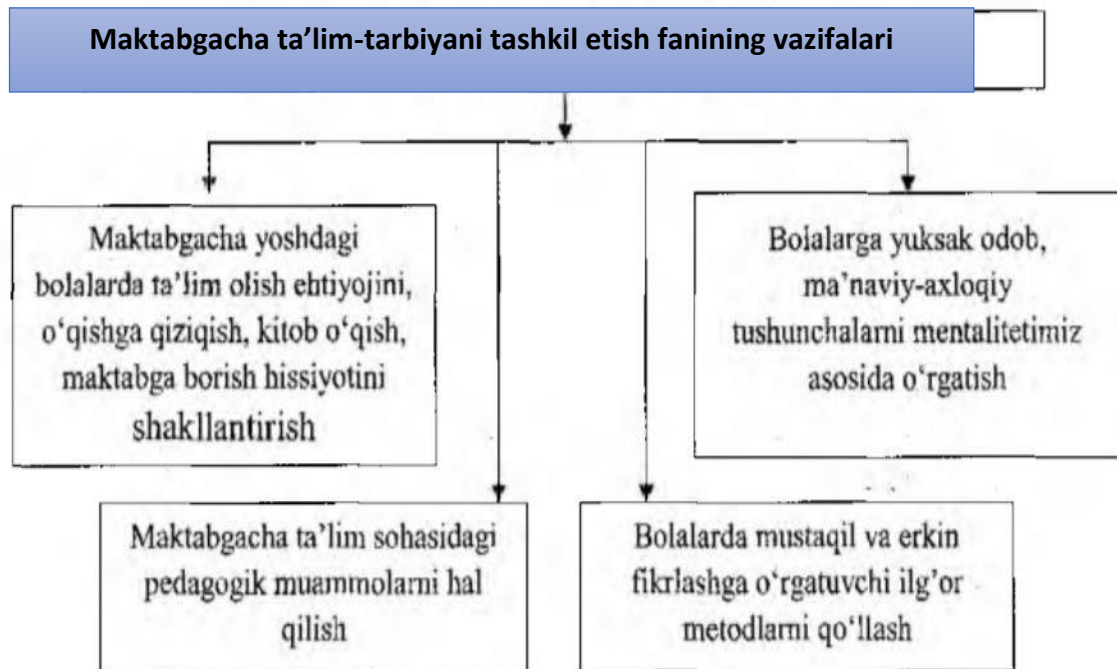 Maktabgacha ta’lim-tarbiyani tashkil etish fanining vazifalari
Maktabgacha yoshdagi
bolalarda ta’lim olish ehtiyojini,
o‘qishga qiziqish, kitob o‘qish,
maktabga borish hissiyotini
shakllantirish
Bolalarga yuksak odob,
ma’naviy-axloqiy
tushunchalarni mentalitetimiz
asosida o‘rgatish
Maktabgacha ta’lim sohasidagi
pedagogik muammolarni hal
qilish
Bolalarda mustaqil va erkin
fikrlashga o‘rgatuvchi ilg‘or
metodlarni qo‘llash